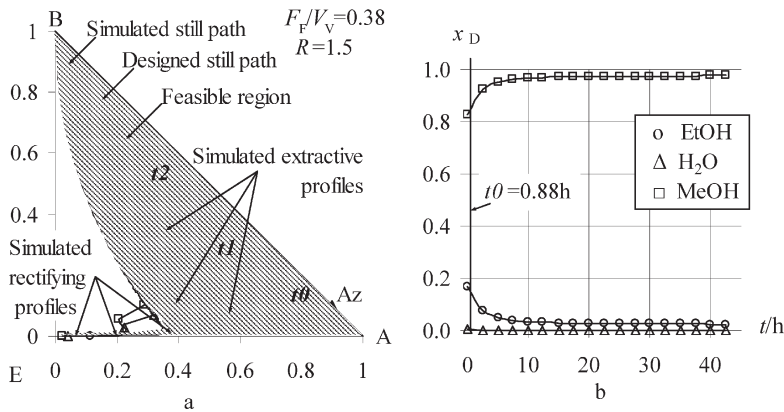 B
F_F/V_V=0.38
R=1.5
Simulated still path
Designed still path
Feasible region
Simulated extractive
profiles
t2
t1
t0
Az
Simulated
rectifying
profiles
1
0.8
0.6
0.4
0.2
0
A
E
0 0.2 0.4 0.6 0.8 1
a
x_D
1.0
0.8
0.6
0.4
0.2
0.0
EtOH
H₂O
MeOH
t0=0.88h
0 10 20 30 40
t/h
b